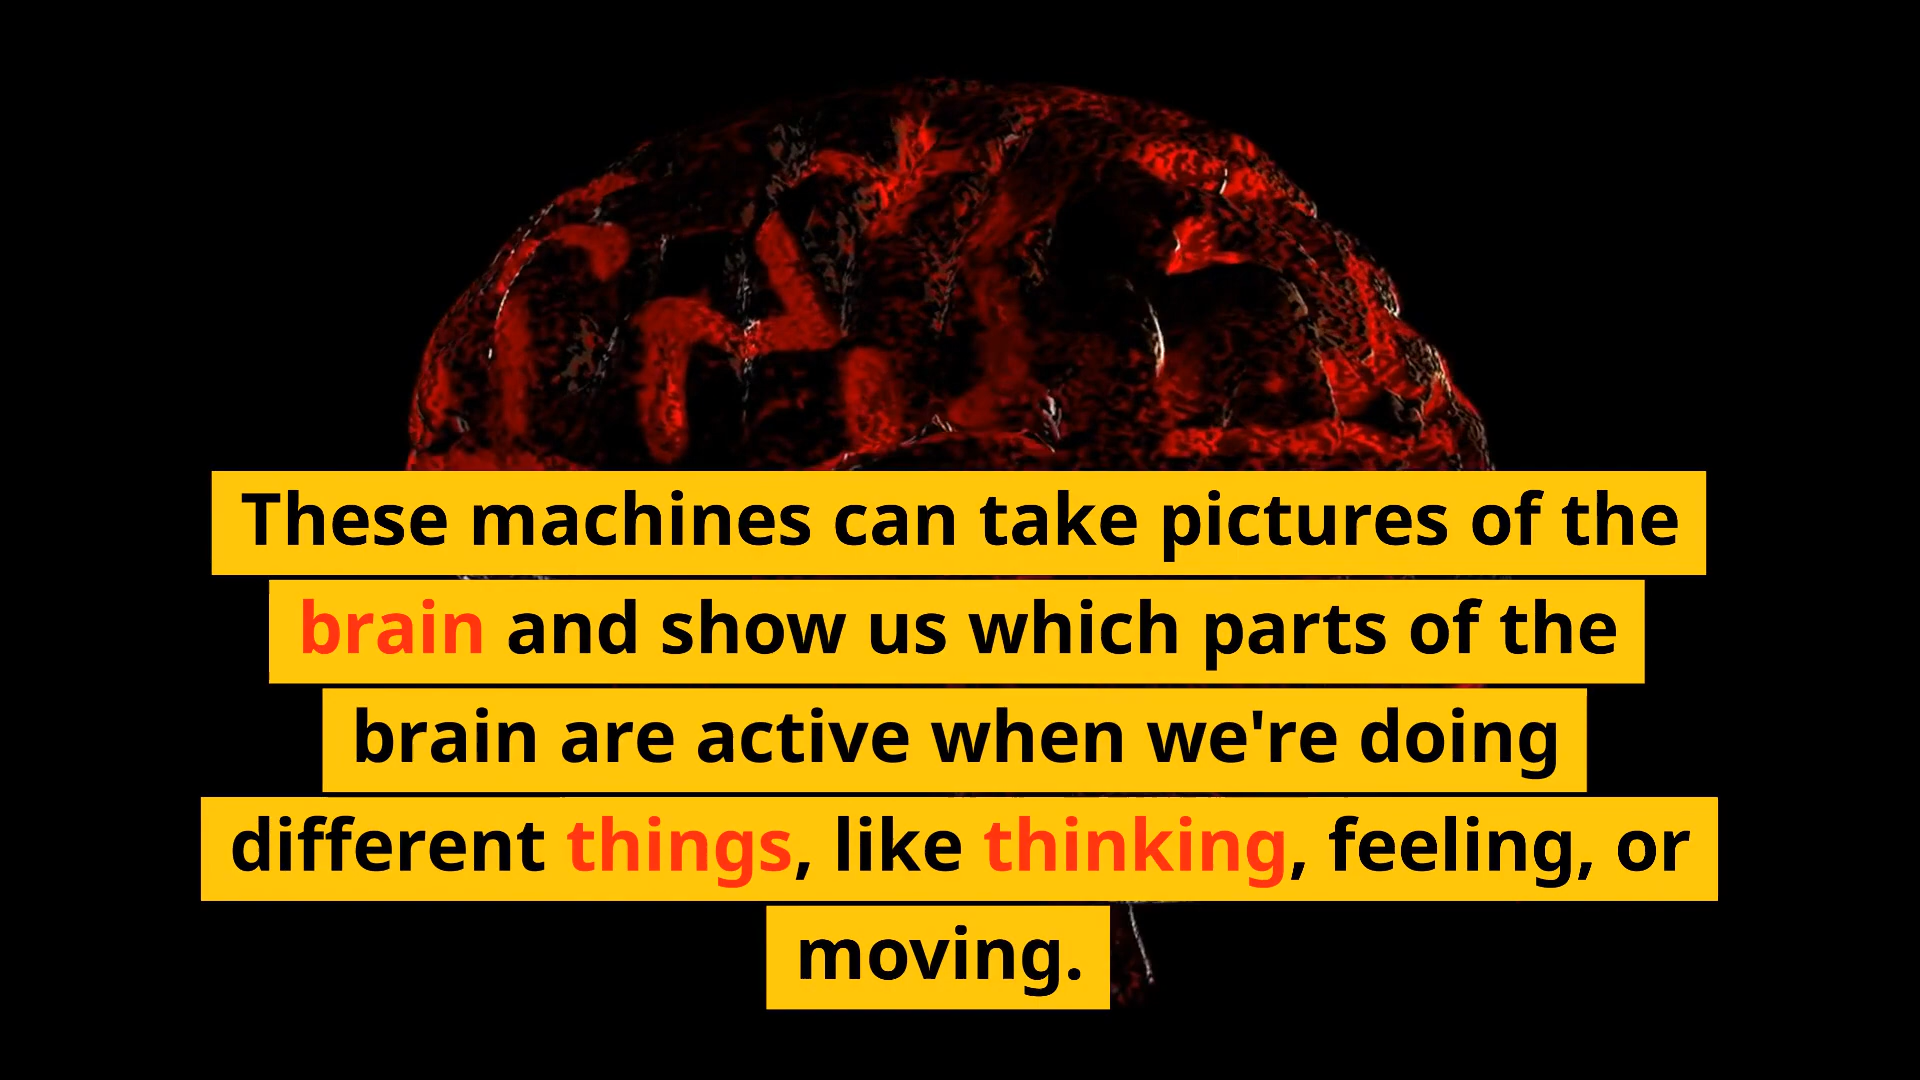 These machines can take pictures of the
brain and show us which parts of the
brain are active when we're doing
different things, like thinking, feeling, or
moving.